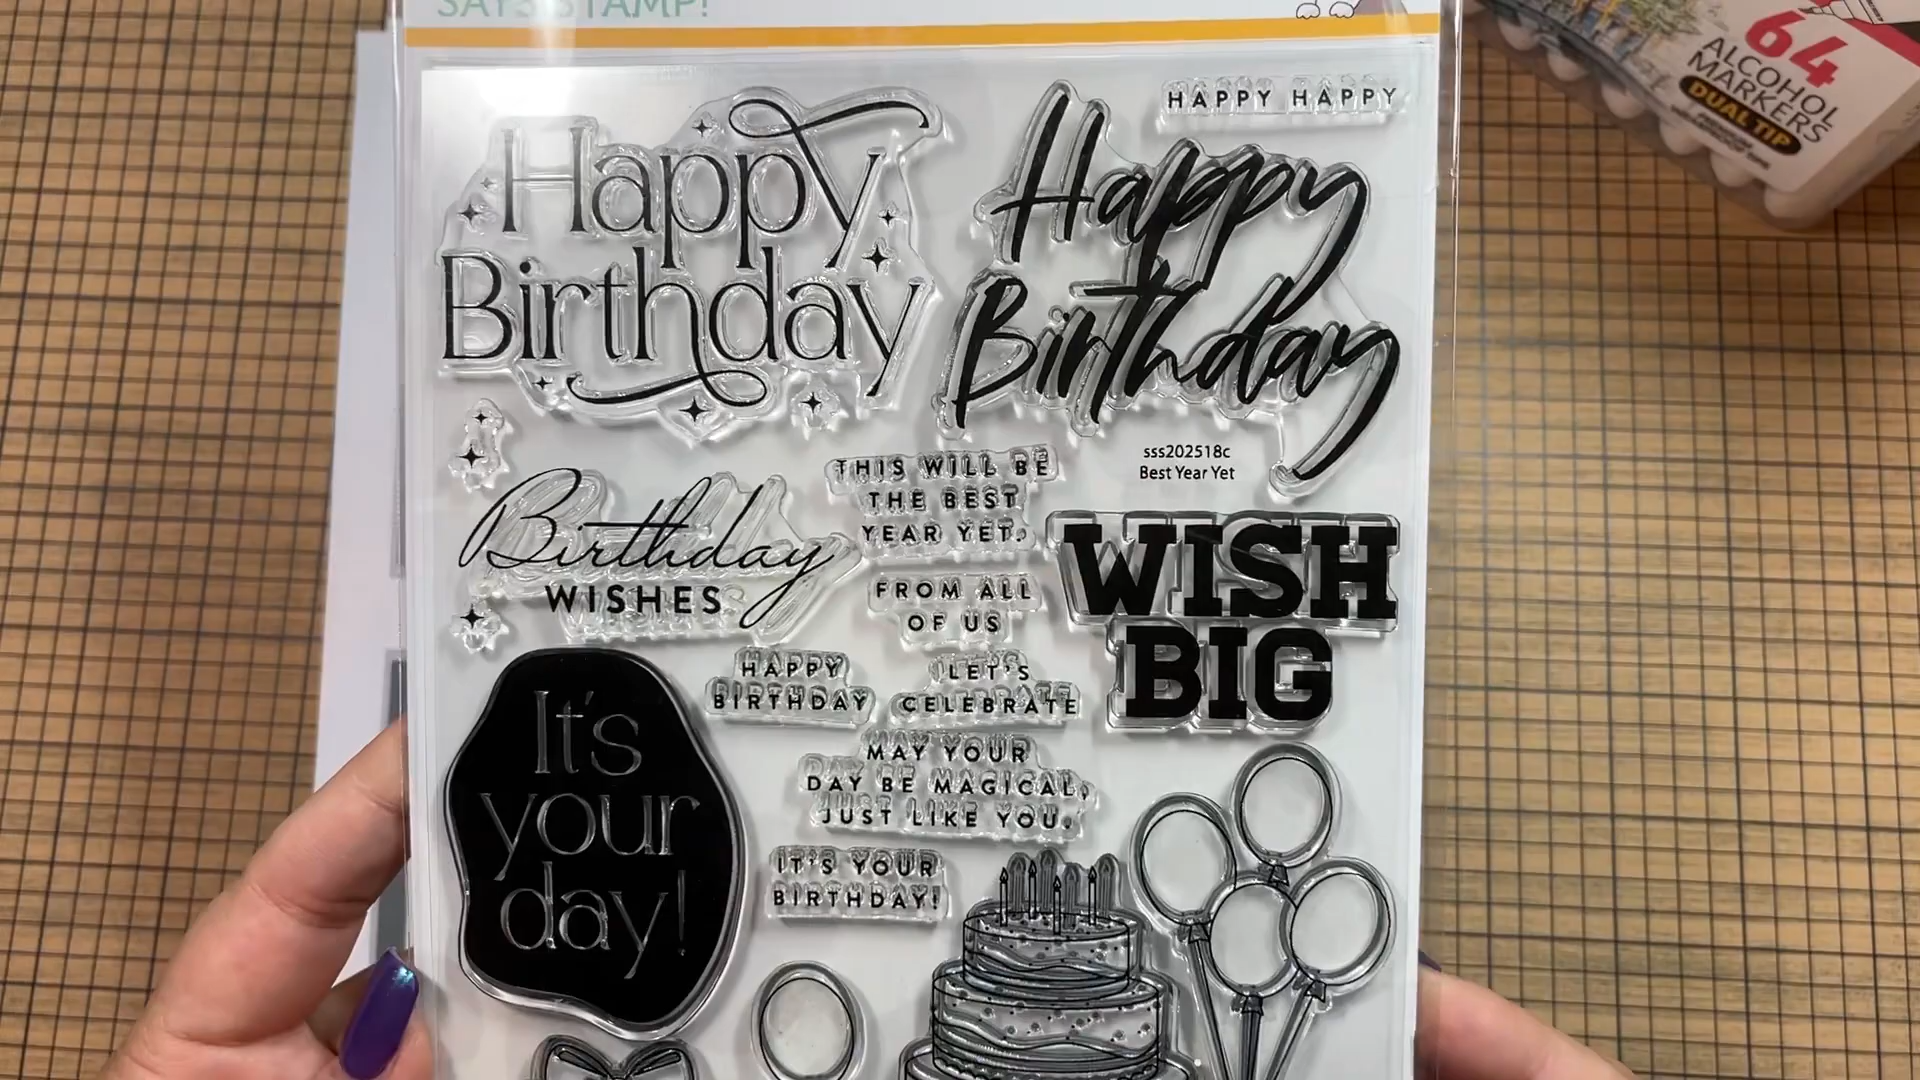 SAYS STAMP!
64
ALCOHOL
MARKERS
DUAL TIP
HAPPY HAPPY
Happy
Birthday
Happy
Birthday
sss202518c
Best Year Yet
THIS WILL BE
THE BEST
YEAR YET.
Birthday
WISHES
FROM ALL
OF US
WISH
BIG
HAPPY
BIRTHDAY
LET'S
CELEBRATE
It's
your
day!
MAY YOUR
DAY BE MAGICAL,
JUST LIKE YOU.
IT'S YOUR
BIRTHDAY!